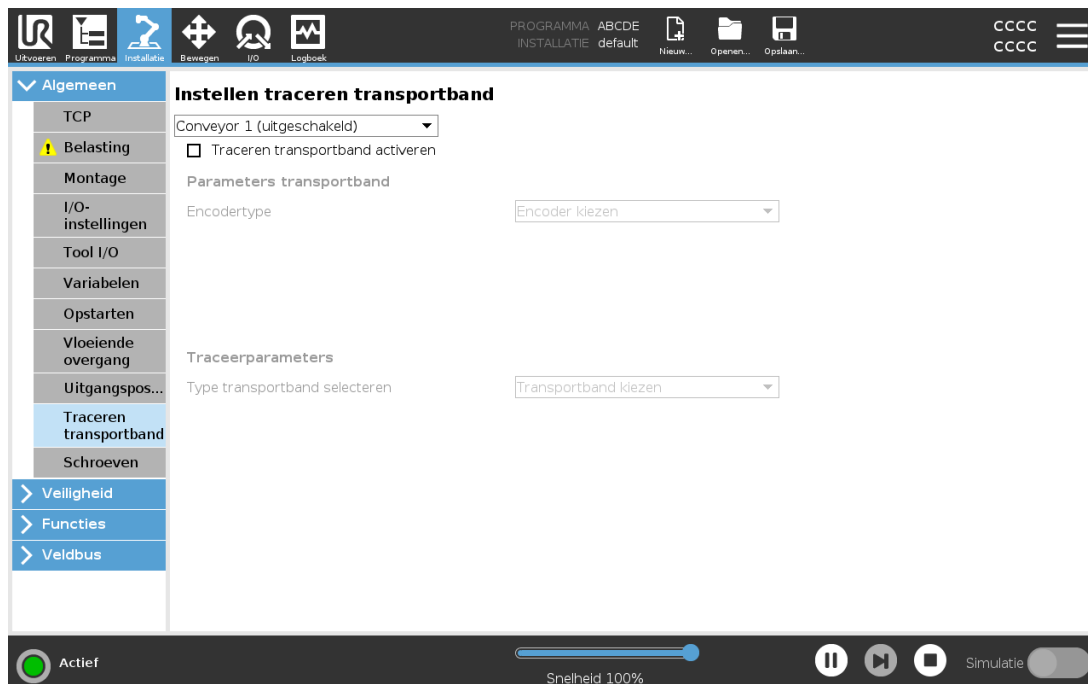 PROGRAMMA ABCDE
INSTALLATIE default
CCCC
CCCC
Uitvoeren
Programma
Installatie
Bewegen
I/O
Logboek
Nieuw...
Openen...
Opslaan...
Algemeen
TCP
Belasting
Montage
I/O-
instellingen
Tool I/O
Variabelen
Opstarten
Vloeiende
overgang
Uitgangspos...
Traceren
transportband
Schroeven
Veiligheid
Functies
Veldbus
Instellen traceren transportband
Conveyor 1 (uitgeschakeld)
Traceren transportband activeren
Parameters transportband
Encodertype
Encoder kIezen
Traceerparameters
Type transportband selecteren
Transportband kIezen
Actief
Snelheid 100%
Simulatie